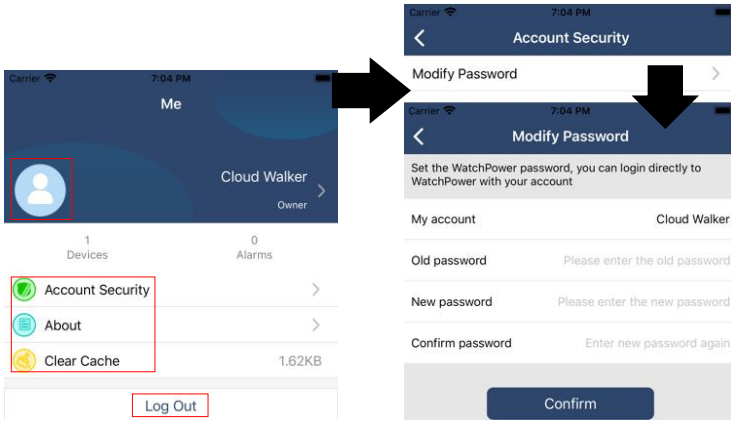 Carrier 7:04 PM
Me
Cloud Walker
Owner
1 0
Devices Alarms
Account Security
About
Clear Cache 1.62KB
Log Out
Carrier 7:04 PM
Account Security
Modify Password
Carrier 7:04 PM
Modify Password
Set the WatchPower password, you can login directly to
WatchPower with your account
My account Cloud Walker
Old password Please enter the old password
New password Please enter the new password
Confirm password Enter new password again
Confirm